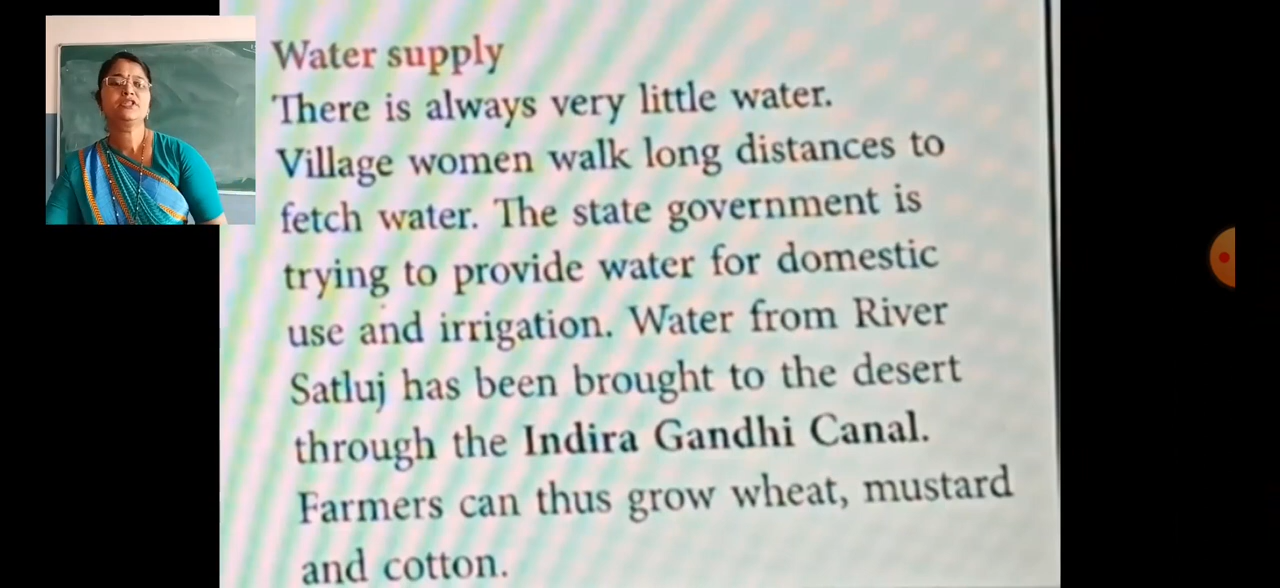 Water supply
There is always very little water.
Village women walk long distances to
fetch water. The state government is
trying to provide water for domestic
use and irrigation. Water from River
Satluj has been brought to the desert
through the Indira Gandhi Canal.
Farmers can thus grow wheat, mustard
and cotton.